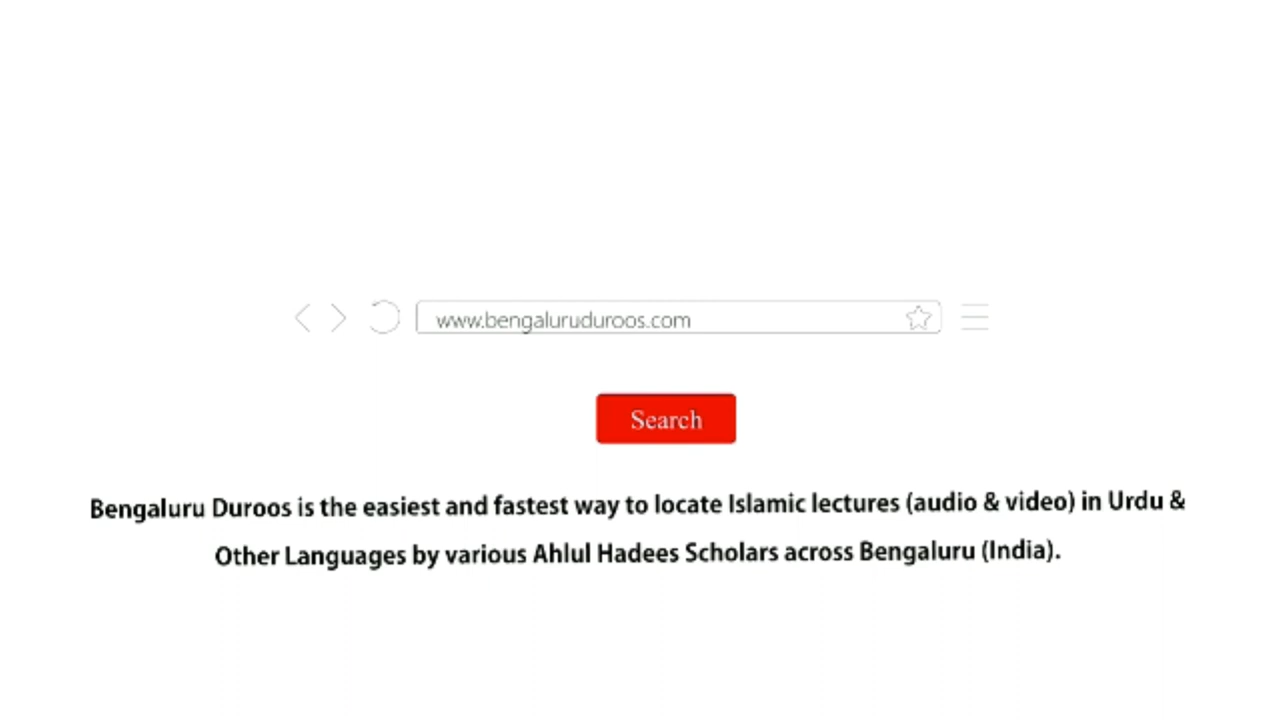 www.bengaluruduroos.com
Search
Bengaluru Duroos is the easiest and fastest way to locate Islamic lectures (audio & video) in Urdu &
Other Languages by various Ahlul Hadees Scholars across Bengaluru (India).